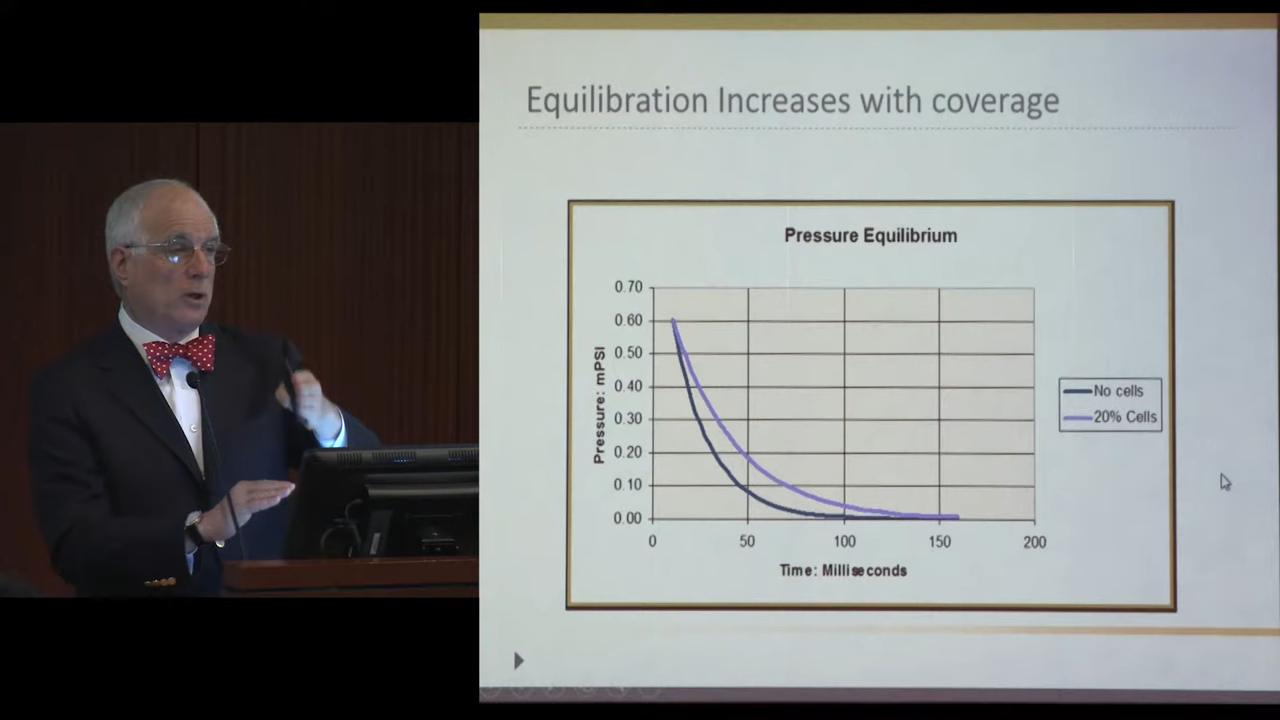 Equilibration Increases with coverage
Pressure Equilibrium
0.70
0.60
0.50
0.40
0.30
0.20
0.10
0.00
Pressure: mPSI
0 50 100 150 200
Time: Milliseconds
No cells
20% Cells